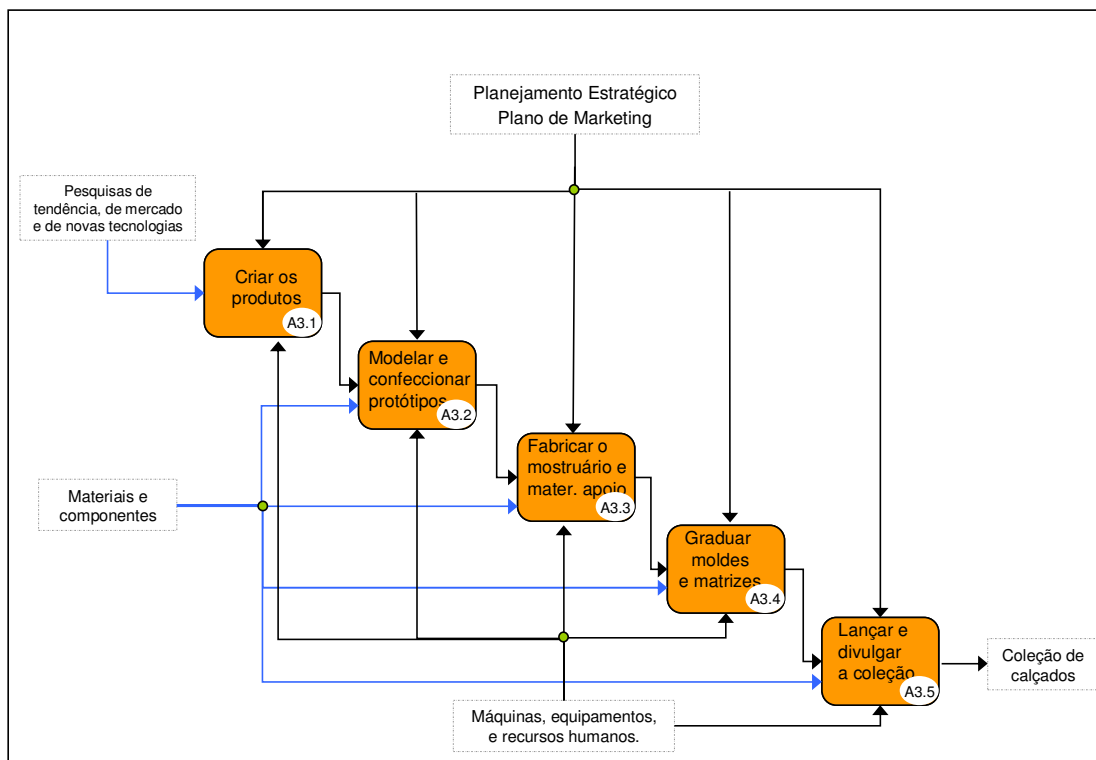 Planejamento Estratégico
Plano de Marketing
Pesquisas de
tendência, de mercado
e de novas tecnologias
Criar os
produtos
A3.1
Modelar e
confeccionar
protótipos
A3.2
Fabricar o
mostruário e
mater. apoio
A3.3
Materiais e
componentes
Graduar
moldes
e matrizes
A3.4
Lançar e
divulgar
a coleção
A3.5
Coleção de
calçados
Máquinas, equipamentos,
e recursos humanos.